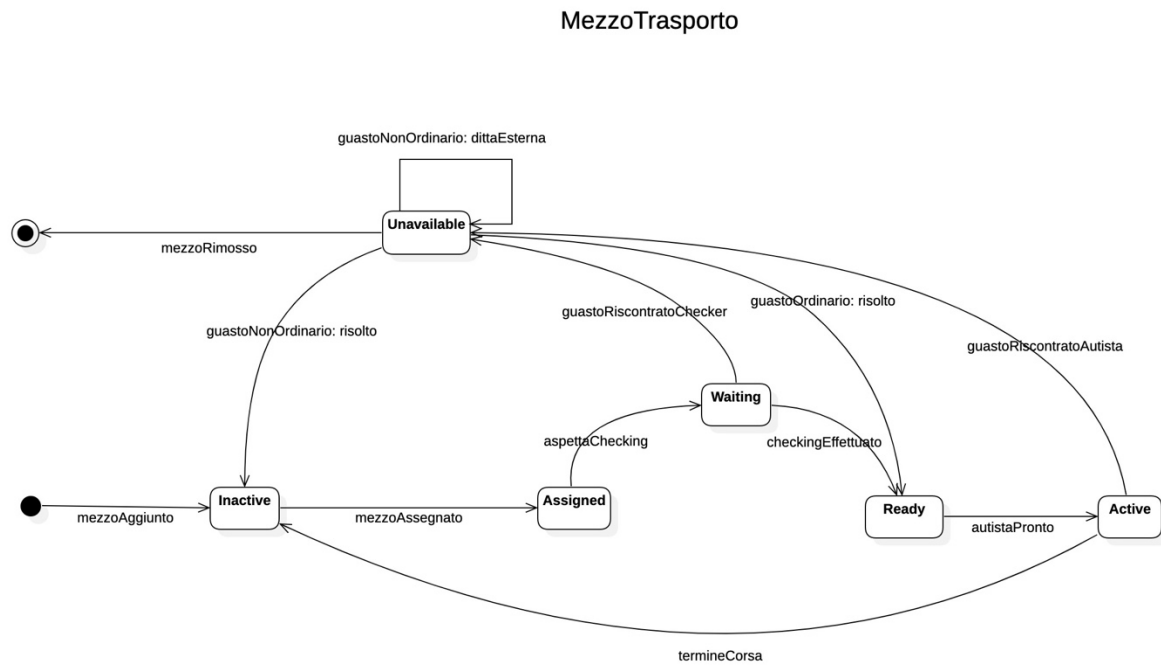 MezzoTrasporto
guastoNonOrdinario: dittaEsterna
Unavailable
mezzoRimosso
guastoOrdinario: risolto
guastoRiscontratoChecker
guastoNonOrdinario: risolto
guastoRiscontratoAutista
Waiting
aspettaChecking
checkingEffettuato
Inactive
Assigned
Ready
Active
mezzoAggiunto
mezzoAssegnato
autistaPronto
termineCorsa